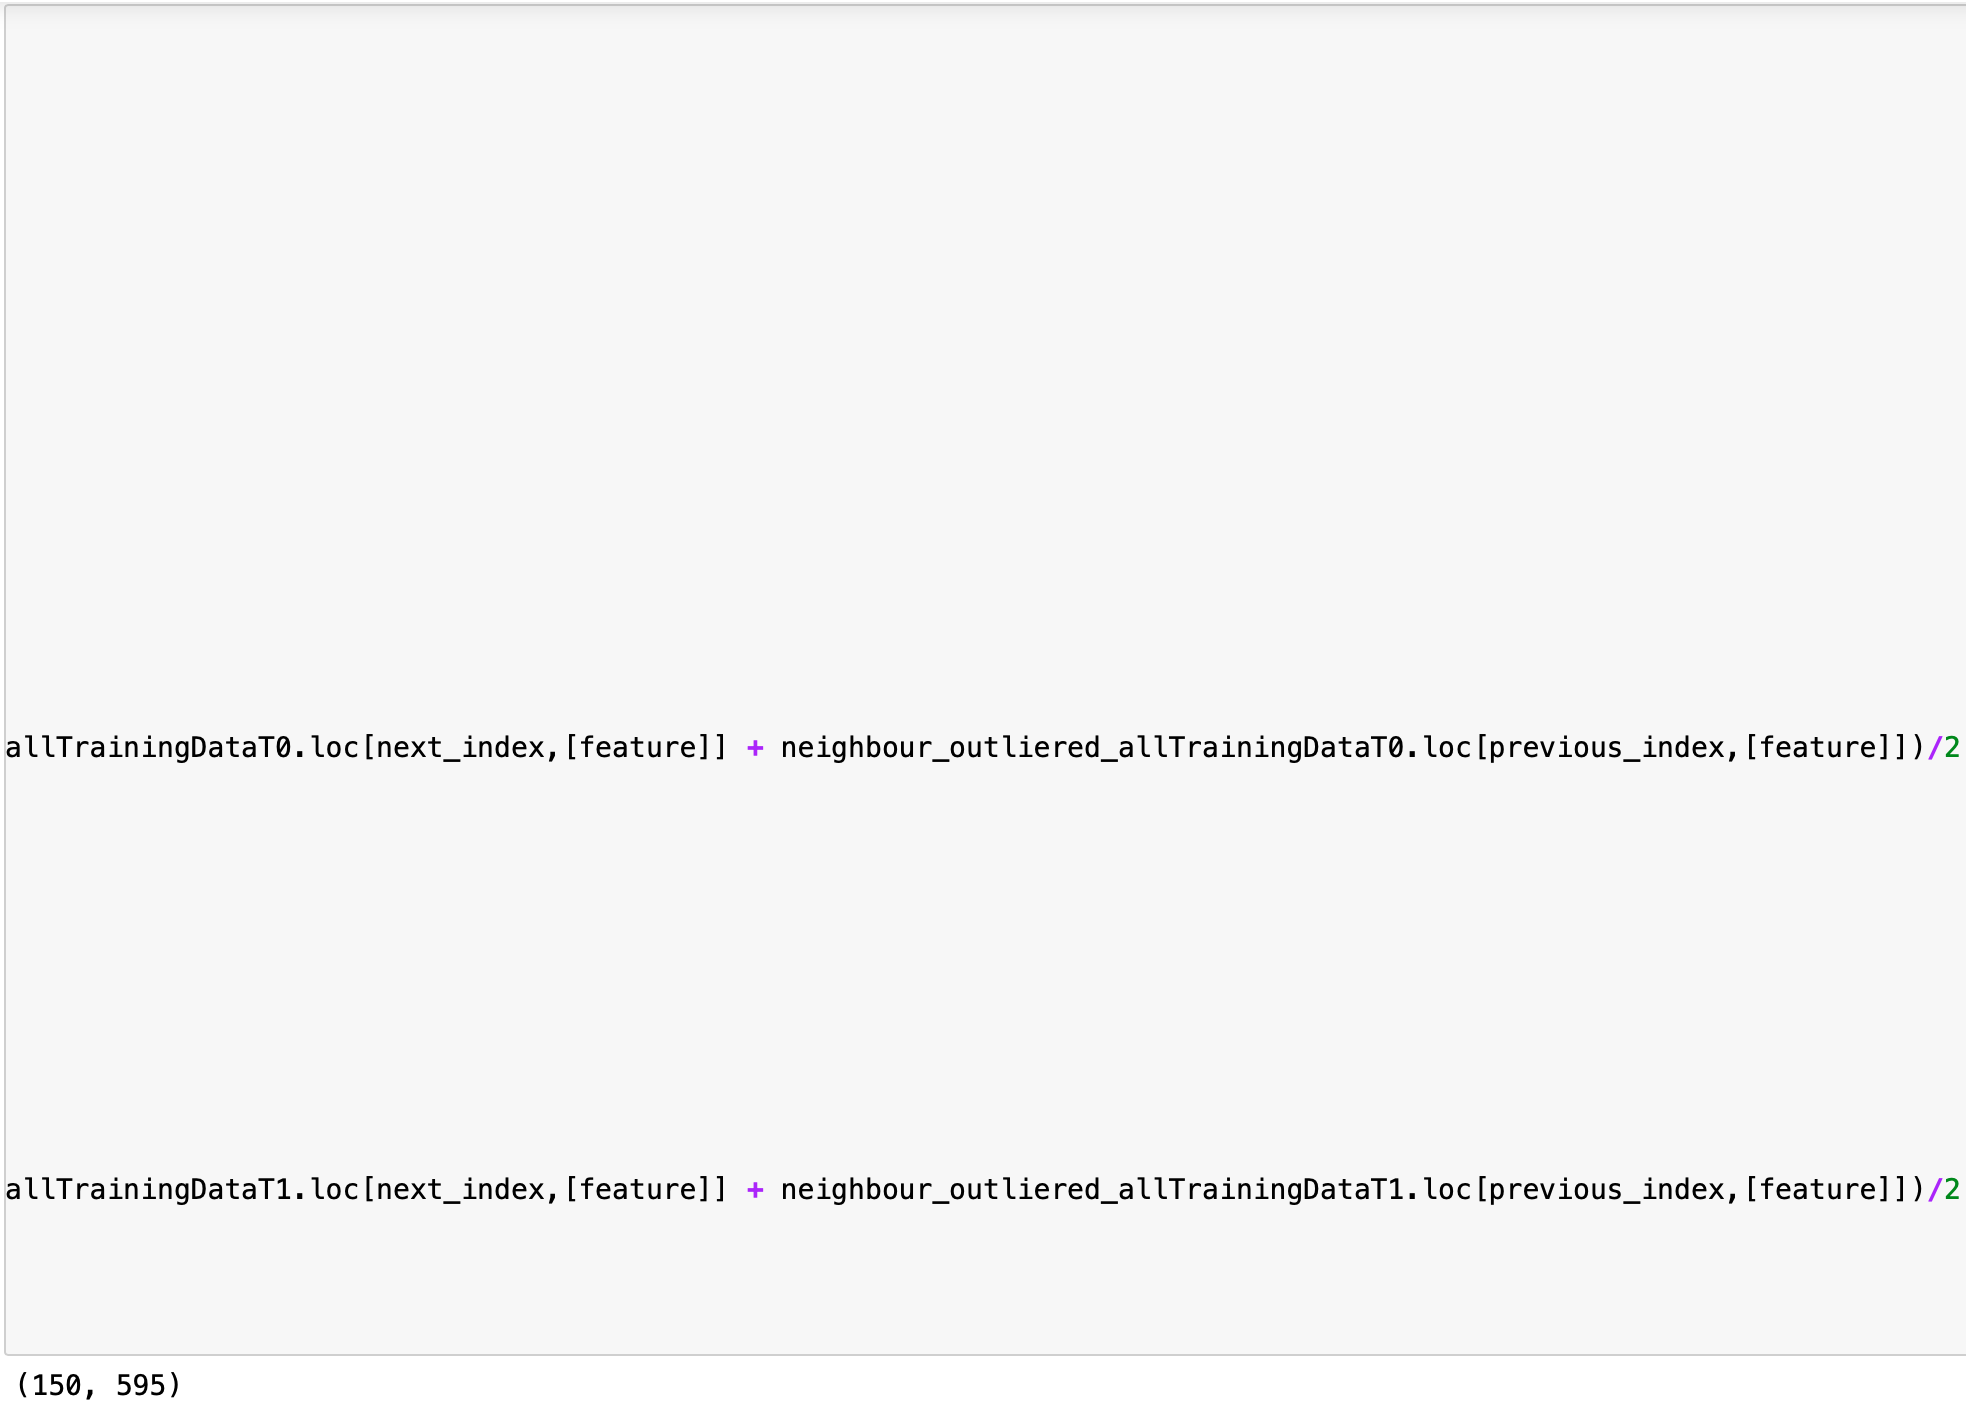 allTrainingDataT0.loc[next_index,[feature]] + neighbour_outliered_allTrainingDataT0.loc[previous_index,[feature]])/2
allTrainingDataT1.loc[next_index,[feature]] + neighbour_outliered_allTrainingDataT1.loc[previous_index,[feature]])/2
(150, 595)